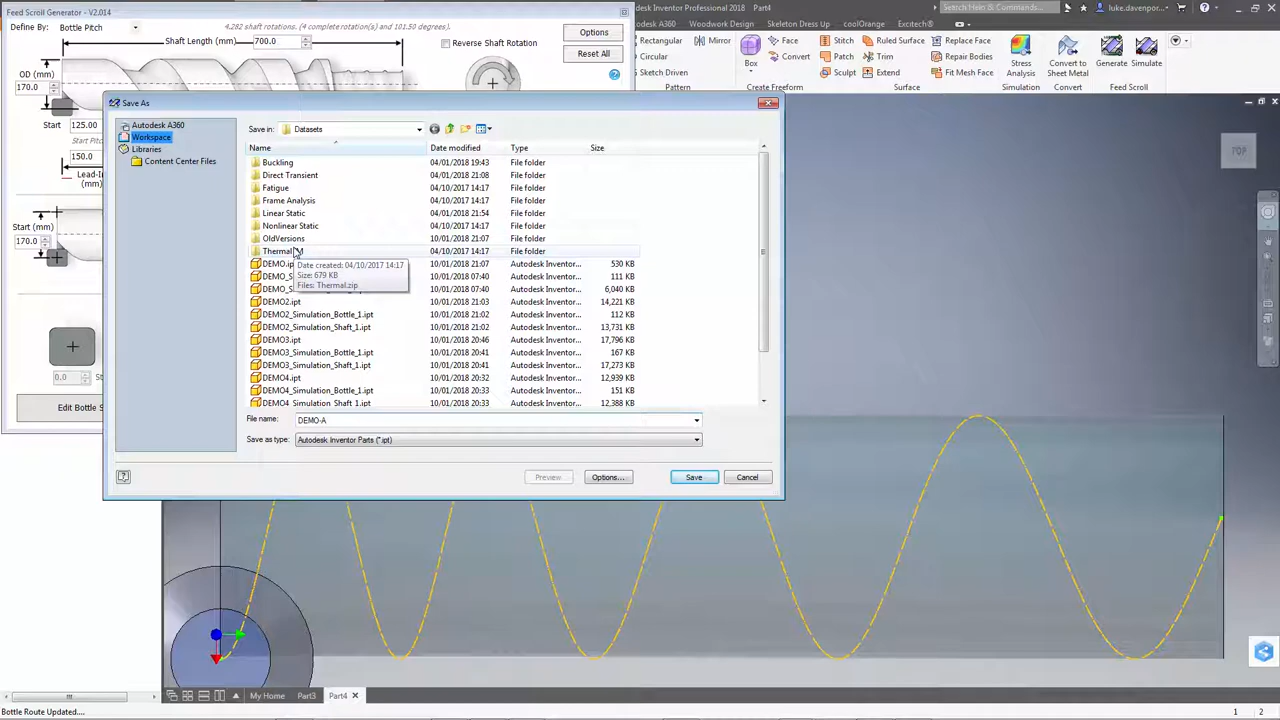 Feed Scroll Generator - V2.014
Inventor Professional 2018   Part4
Search Help & Commands...
luke.davenpor...
Define By:
Bottle Pitch
4.282 shaft rotations. (4 complete rotation(s) and 101.50 degrees).
Options
Reset All
Shaft Length (mm)
700.0
Reverse Shaft Rotation
OD (mm)
170.0
Start
125.00
150.0
Lead-In
(mm)
Start (mm)
170.0
0.0
Edit Bottle S
A360
Woodwork Design
coolOrange
Excitech®
Rectangular
Circular
Sketch Driven
Mirror
Pattern
Box
Face
Convert
Create Freeform
Stitch
Patch
Sculpt
Ruled Surface
Trim
Extend
Replace Face
Repair Bodies
Fit Mesh Face
Surface
Stress
Analysis
Simulation
Convert to
Sheet Metal
Convert
Generate
Simulate
Feed Scroll
Save As
Autodesk A360
Workspace
Libraries
Content Center Files
Save in:
Datasets
Name   Date modified   Type   Size
Buckling   04/01/2018 19:43   File folder
Direct Transient   04/01/2018 21:08   File folder
Fatigue   04/10/2017 14:17   File folder
Frame Analysis   04/10/2017 14:17   File folder
Linear Static   04/01/2018 21:54   File folder
Nonlinear Static   04/10/2017 14:17   File folder
OldVersions   10/01/2018 21:07   File folder
Thermal   04/10/2017 14:17   File folder
DEMO.ip   10/01/2018 21:07   Autodesk Inventor...   530 KB
DEMO_S   10/01/2018 07:40   Autodesk Inventor...   111 KB
DEMO_   10/01/2018 07:40   Autodesk Inventor...   6,040 KB
DEMO2.ipt   10/01/2018 21:03   Autodesk Inventor...   14,221 KB
DEMO2_Simulation_Bottle_1.ipt   10/01/2018 21:02   Autodesk Inventor...   112 KB
DEMO2_Simulation_Shaft_1.ipt   10/01/2018 21:02   Autodesk Inventor...   13,731 KB
DEMO3.ipt   10/01/2018 20:46   Autodesk Inventor...   17,796 KB
DEMO3_Simulation_Bottle_1.ipt   10/01/2018 20:41   Autodesk Inventor...   167 KB
DEMO3_Simulation_Shaft_1.ipt   10/01/2018 20:41   Autodesk Inventor...   17,273 KB
DEMO4.ipt   10/01/2018 20:32   Autodesk Inventor...   12,939 KB
DEMO4_Simulation_Bottle_1.ipt   10/01/2018 20:33   Autodesk Inventor...   151 KB
DEMO4_Simulation_Shaft_1.ipt   10/01/2018 20:33   Autodesk Inventor...   12,388 KB
Date created: 04/10/2017 14:17
Size: 679 KB
Files: Thermal.zip
File name:
DEMO-A
Save as type:
Autodesk Inventor Parts (*.ipt)
Preview
Options...
Save
Cancel
TOP
My Home
Part3
Part4
Bottle Route Updated....
1
2